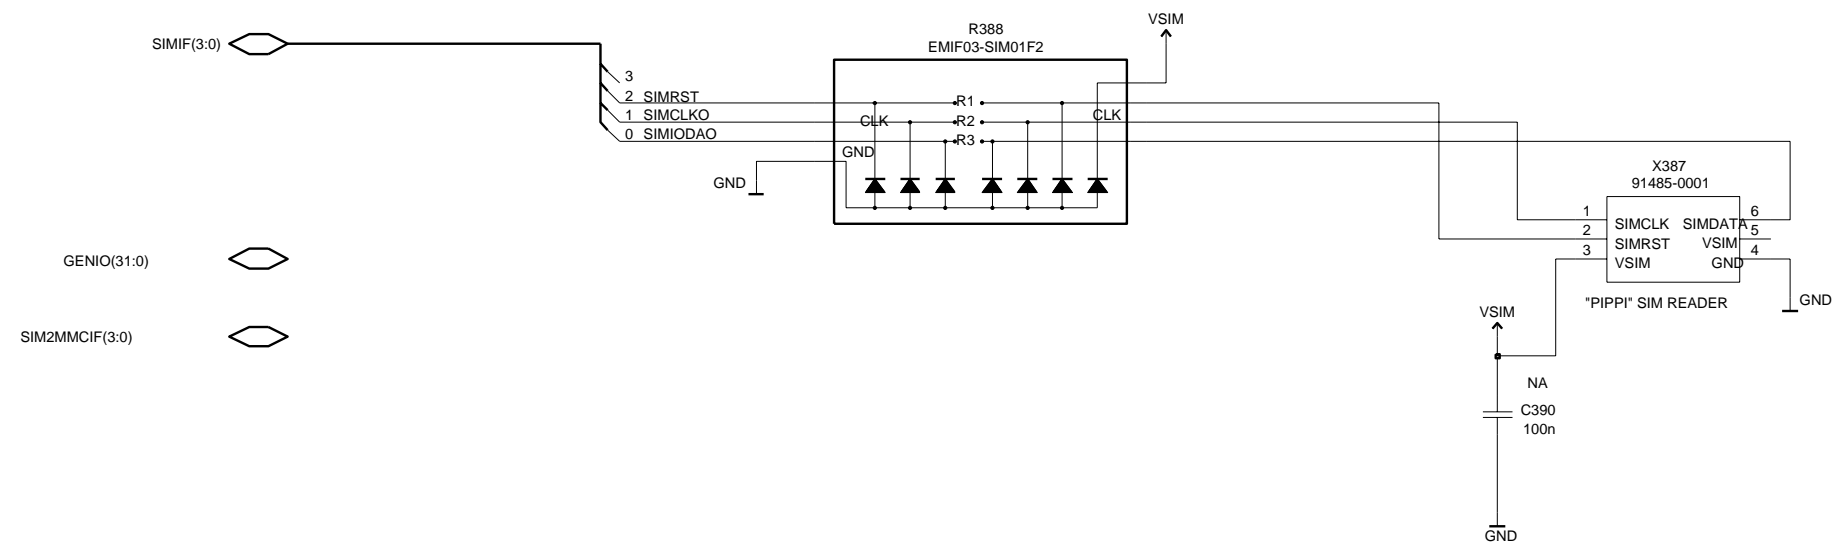 VSIM
R388
EMIF03-SIM01F2
SIMIF(3:0)
3
2 SIMRST
1 SIMCLKO
0 SIMIODAO
R1
CLK R2 CLK
R3
GND
GND
X387
91485-0001
1 SIMCLK SIMDATA 6
2 SIMRST VSIM 5
3 VSIM GND 4
"PIPPI" SIM READER
GND
GENIO(31:0)
SIM2MMCIF(3:0)
VSIM
NA
C390
100n
GND